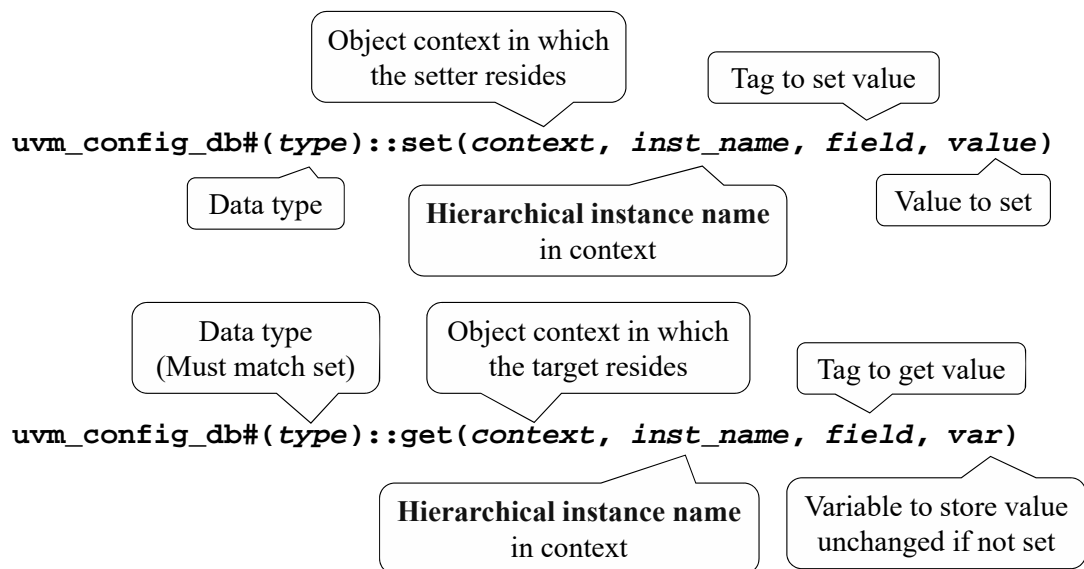 Object context in which
the setter resides
Tag to set value
uvm_config_db#(type)::set(context, inst_name, field, value)
Data type
Hierarchical instance name
in context
Value to set
Data type
(Must match set)
Object context in which
the target resides
Tag to get value
uvm_config_db#(type)::get(context, inst_name, field, var)
Hierarchical instance name
in context
Variable to store value
unchanged if not set